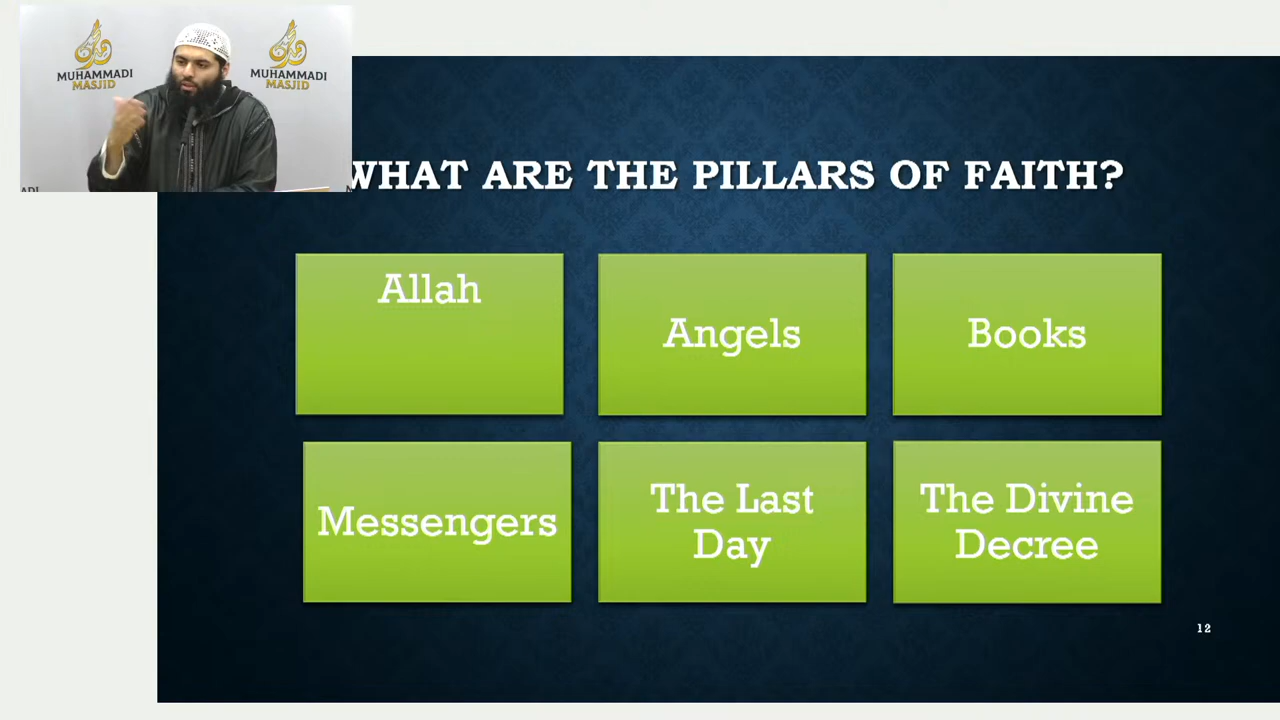 MUHAMMADI
MASJID
MUHAMMADI
MASJID
WHAT ARE THE PILLARS OF FAITH?
Allah
Angels
Books
Messengers
The Last
Day
The Divine
Decree
12